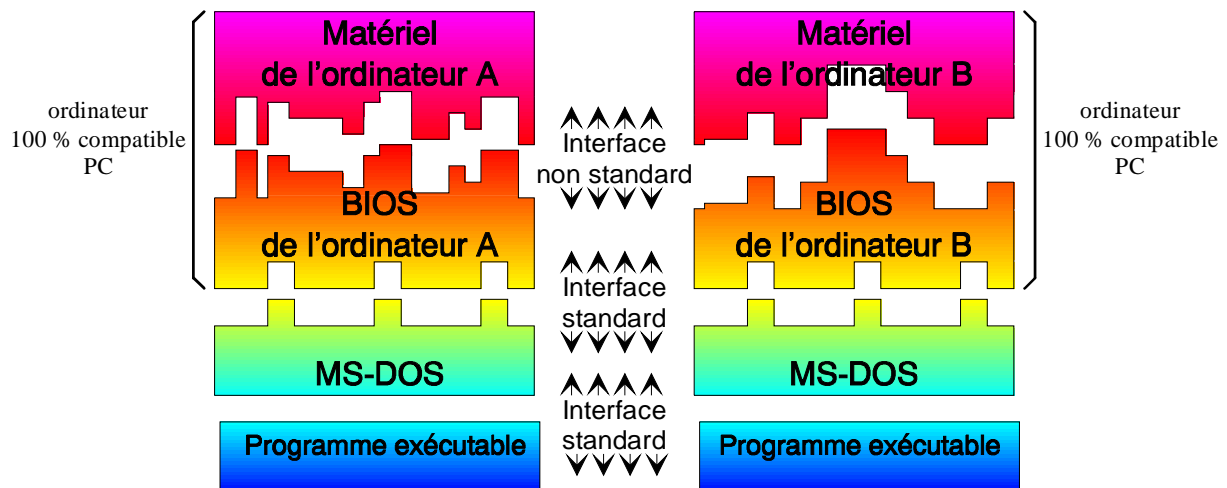 Matériel
de l'ordinateur A
ordinateur
100 % compatible
PC
BIOS
de l'ordinateur A
MS-DOS
Programme exécutable
Interface
non standard
Interface
standard
Interface
standard
Matériel
de l'ordinateur B
ordinateur
100 % compatible
PC
BIOS
de l'ordinateur B
MS-DOS
Programme exécutable